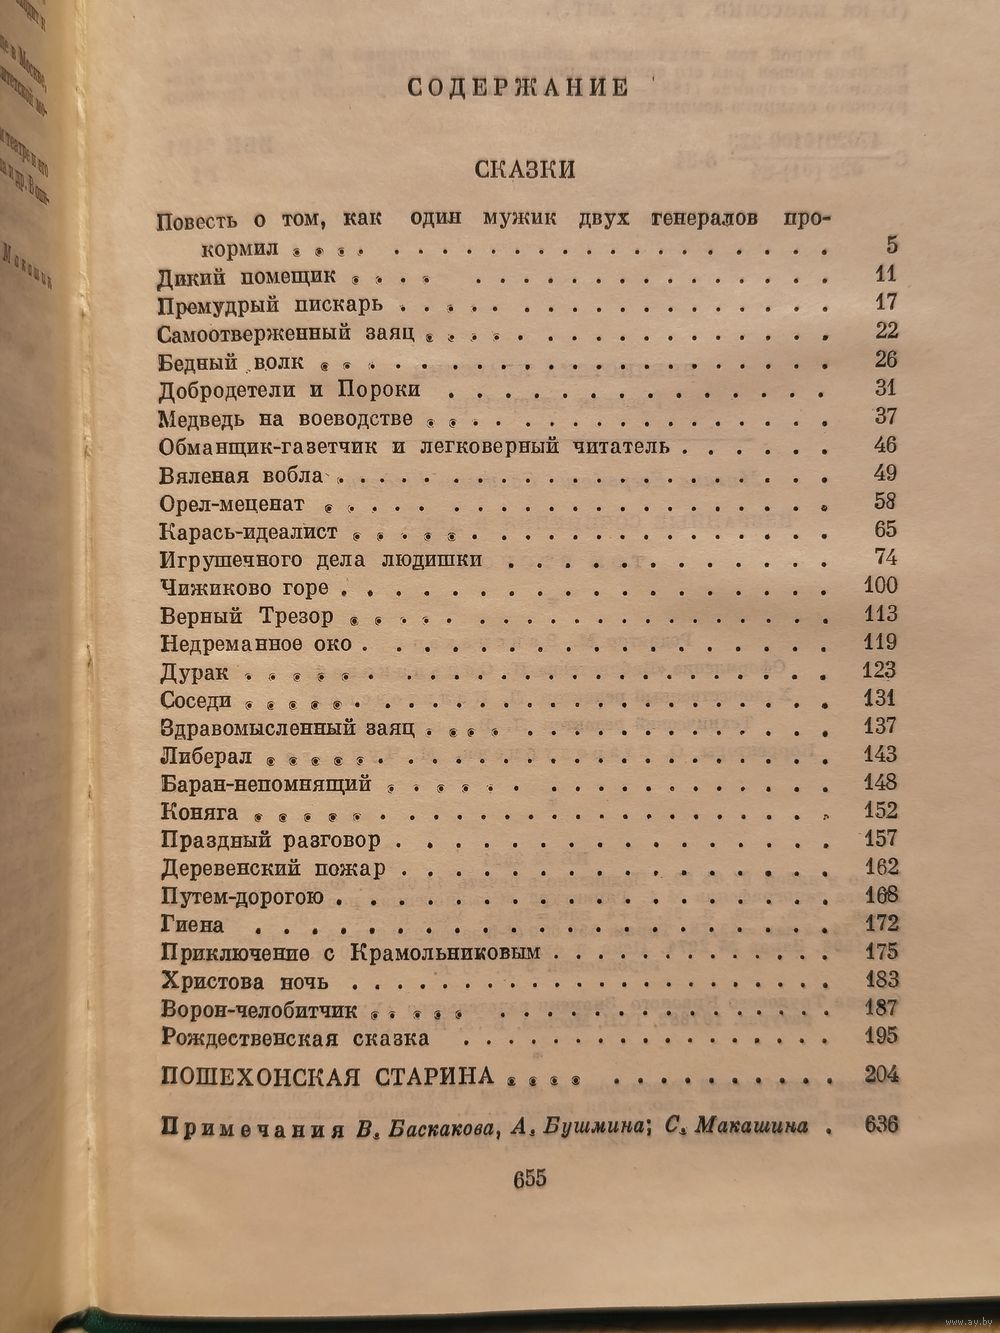 СОДЕРЖАНИЕ
СКАЗКИ
Повесть о том, как один мужик двух генералов про-
кормил . . . . . . . . . . . . . . . . . . . . 5
Дикий помещик . . . . . . . . . . . . . . . . . 11
Премудрый пискарь . . . . . . . . . . . . . . . . 17
Самоотверженный заяц . . . . . . . . . . . . . . . 22
Бедный волк . . . . . . . . . . . . . . . . . . . 26
Добродетели и Пороки . . . . . . . . . . . . . . 31
Медведь на воеводстве . . . . . . . . . . . . . . . 37
Обманщик-газетчик и легковерный читатель . . . . . . 46
Вяленая вобла . . . . . . . . . . . . . . . . . . 49
Орел-меценат . . . . . . . . . . . . . . . . . . 58
Карась-идеалист . . . . . . . . . . . . . . . . . 65
Игрушечного дела людишки . . . . . . . . . . . . 74
Чижиково горе . . . . . . . . . . . . . . . . . . 100
Верный Трезор . . . . . . . . . . . . . . . . . . 113
Недреманное око . . . . . . . . . . . . . . . . . 119
Дурак . . . . . . . . . . . . . . . . . . . . . 123
Соседи . . . . . . . . . . . . . . . . . . . . . 131
Здравомысленный заяц . . . . . . . . . . . . . . . 137
Либерал . . . . . . . . . . . . . . . . . . . . . 143
Баран-непомнящий . . . . . . . . . . . . . . . . 148
Коняга . . . . . . . . . . . . . . . . . . . . . 152
Праздный разговор . . . . . . . . . . . . . . . . 157
Деревенский пожар . . . . . . . . . . . . . . . . 162
Путем-дорогою . . . . . . . . . . . . . . . . . . 168
Гиена . . . . . . . . . . . . . . . . . . . . . 172
Приключение с Крамольниковым . . . . . . . . . . . 175
Христова ночь . . . . . . . . . . . . . . . . . . 183
Ворон-челобитчик . . . . . . . . . . . . . . . . . 187
Рождественская сказка . . . . . . . . . . . . . . 195
ПОШЕХОНСКАЯ СТАРИНА . . . . . . . . . . . . . . 204
Примечания В. Баскакова, А. Бушмина; С. Макашина . 636
655
www.ay.by